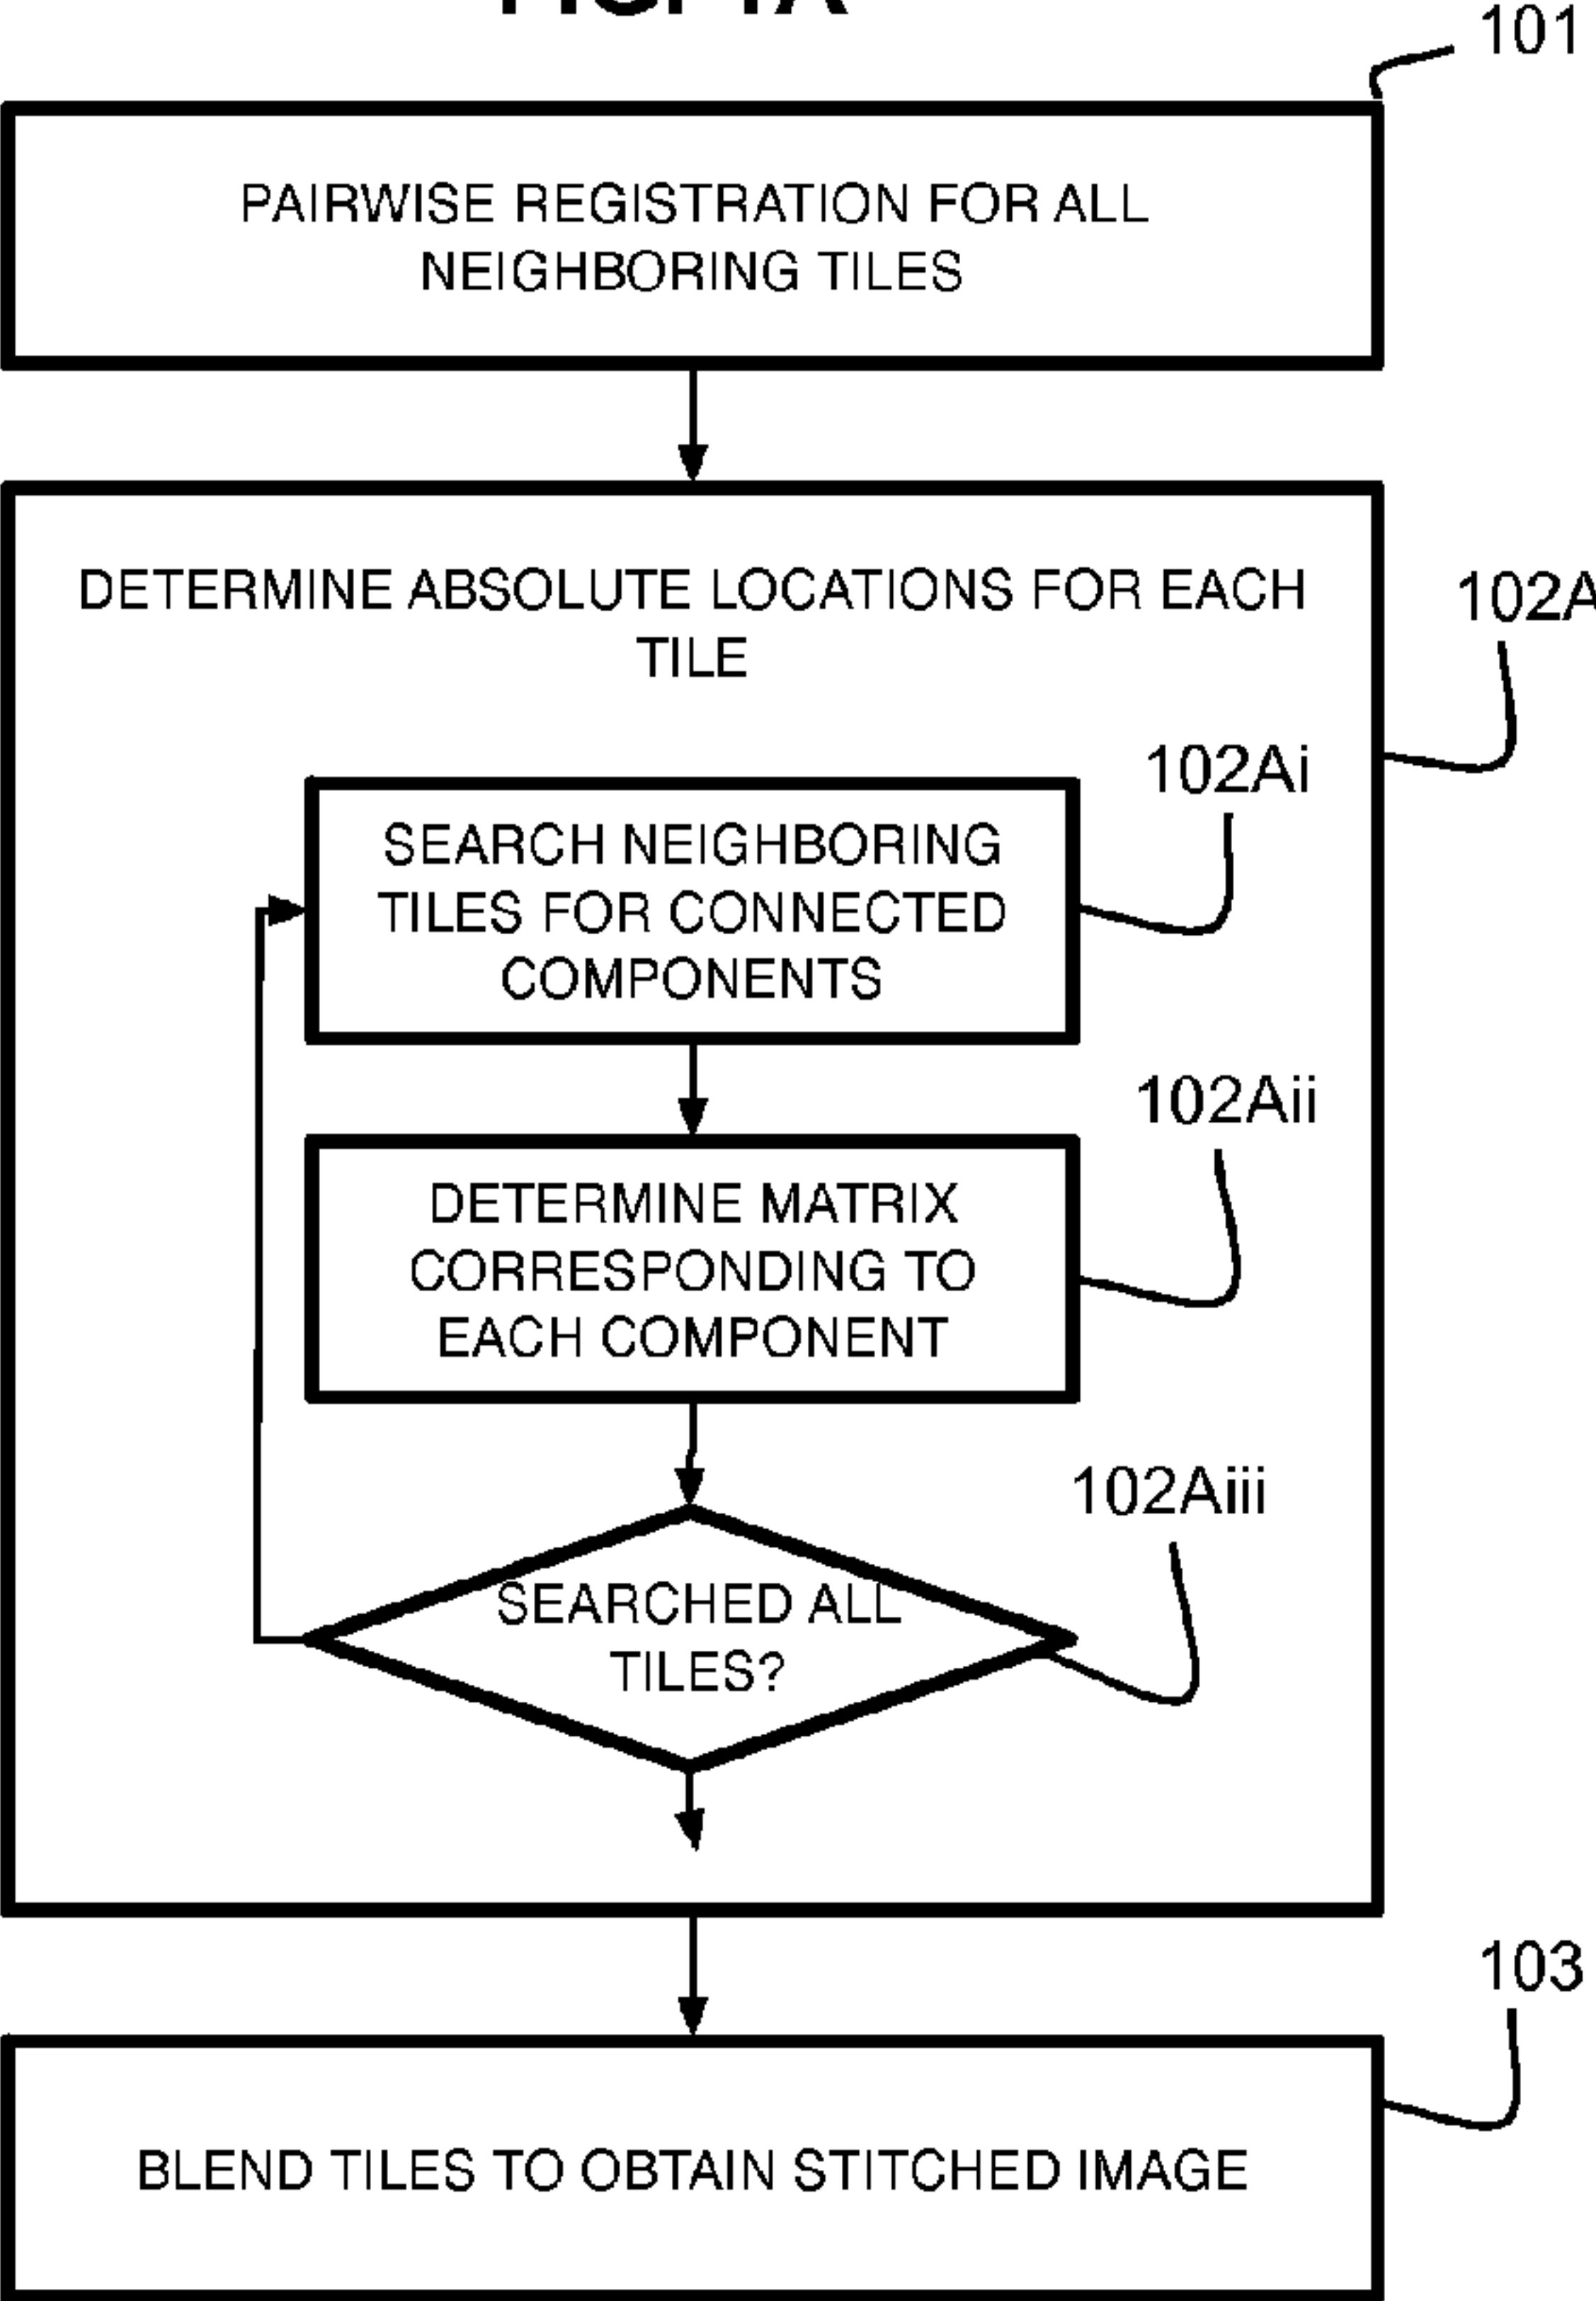 101
PAIRWISE REGISTRATION FOR ALL
NEIGHBORING TILES
DETERMINE ABSOLUTE LOCATIONS FOR EACH
TILE
102A
102Ai
SEARCH NEIGHBORING
TILES FOR CONNECTED
COMPONENTS
102Aii
DETERMINE MATRIX
CORRESPONDING TO
EACH COMPONENT
102Aiii
SEARCHED ALL
TILES?
103
BLEND TILES TO OBTAIN STITCHED IMAGE